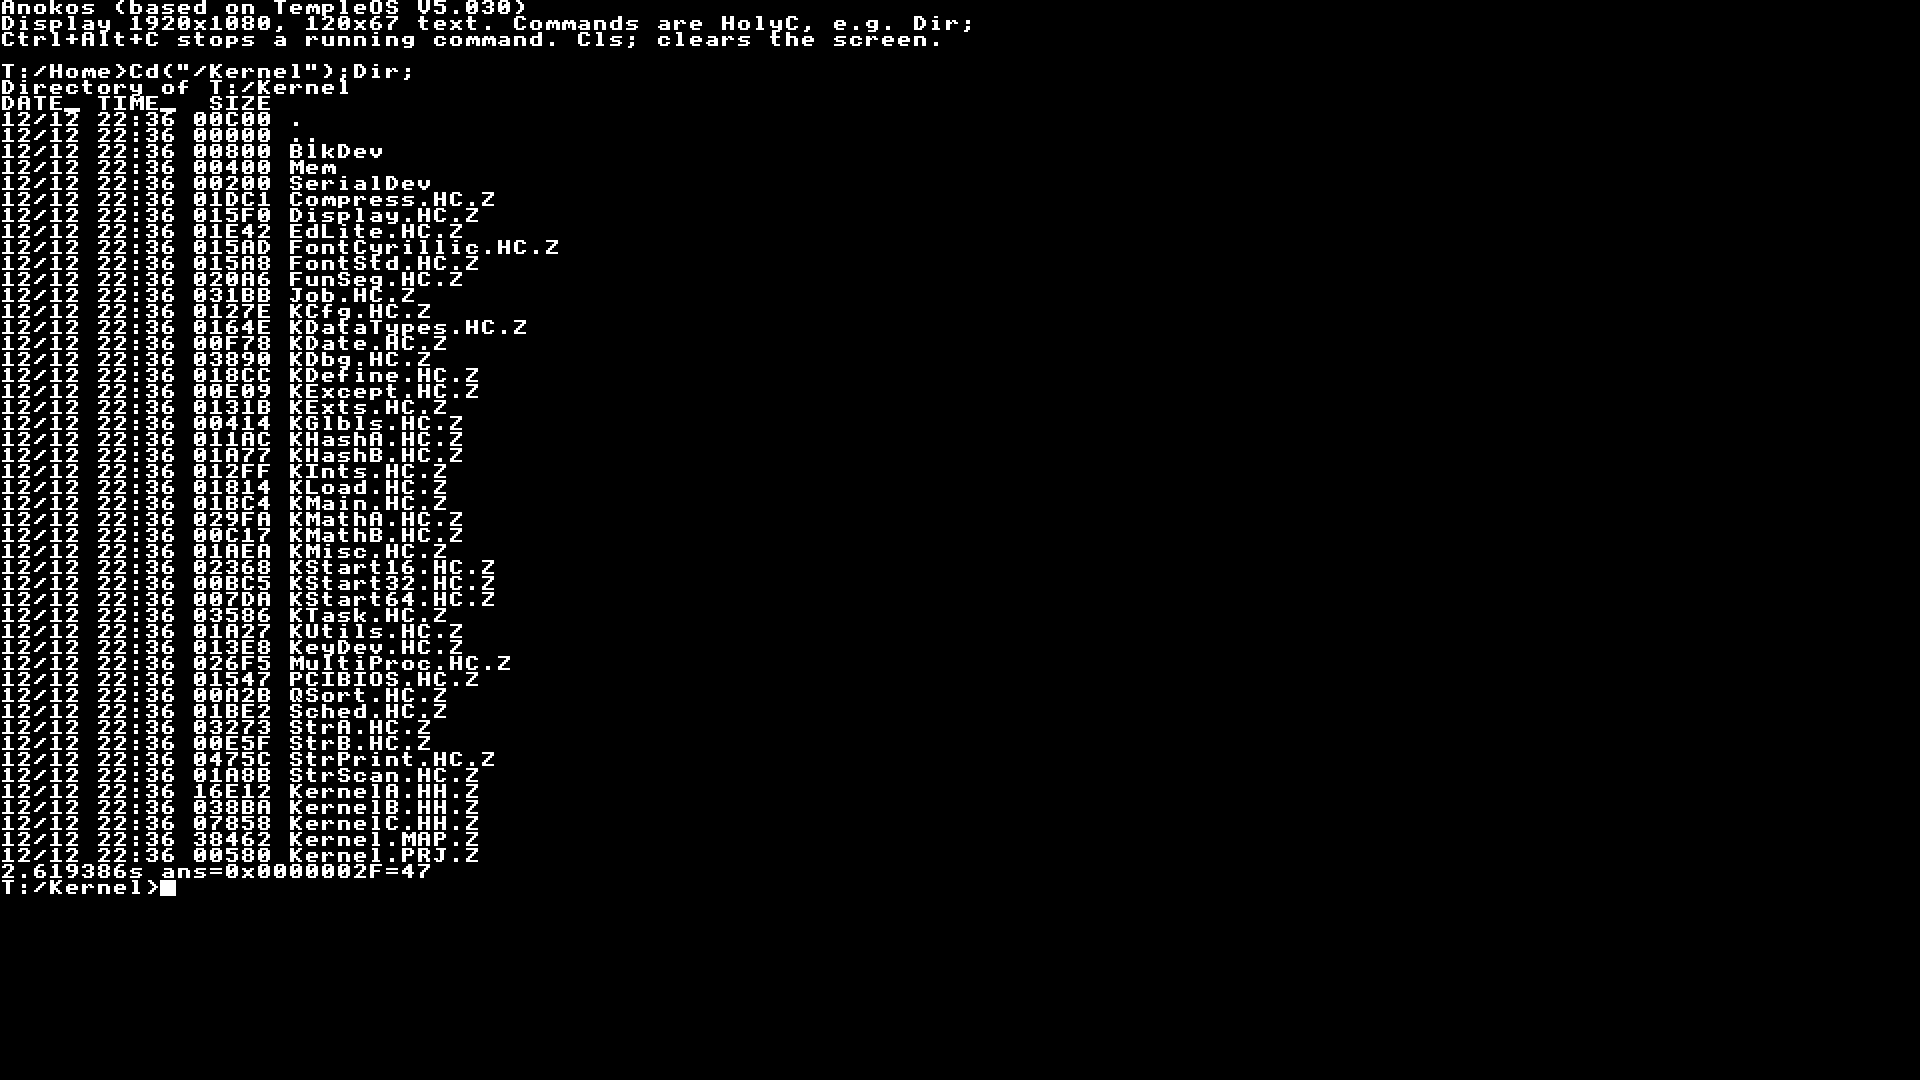 Anokos (based on TempleOS V5.030)
Display 1920x1080, 120x67 text. Commands are HolyC, e.g. Dir;
Ctrl+Alt+C stops a running command. Cls; clears the screen.
T:/Home>Cd("/Kernel");Dir;
Directory of T:/Kernel
DATE_ TIME_  SIZE
12/12 22:36 00C00 .
12/12 22:36 00000 ..
12/12 22:36 00800 BlkDev
12/12 22:36 00400 Mem
12/12 22:36 00200 SerialDev
12/12 22:36 01DC1 Compress.HC.Z
12/12 22:36 015F0 Display.HC.Z
12/12 22:36 01E42 EdLite.HC.Z
12/12 22:36 015AD FontCyrillic.HC.Z
12/12 22:36 015A8 FontStd.HC.Z
12/12 22:36 020A6 FunSeg.HC.Z
12/12 22:36 031BB Job.HC.Z
12/12 22:36 0127E KCfg.HC.Z
12/12 22:36 0164E KDataTypes.HC.Z
12/12 22:36 00F78 KDate.HC.Z
12/12 22:36 03890 KDbg.HC.Z
12/12 22:36 018CC KDefine.HC.Z
12/12 22:36 00E09 KExcept.HC.Z
12/12 22:36 0131B KExts.HC.Z
12/12 22:36 00414 KGlbls.HC.Z
12/12 22:36 011AC KHashA.HC.Z
12/12 22:36 01A77 KHashB.HC.Z
12/12 22:36 012FF KInts.HC.Z
12/12 22:36 01814 KLoad.HC.Z
12/12 22:36 01BC4 KMain.HC.Z
12/12 22:36 029FA KMathA.HC.Z
12/12 22:36 00C17 KMathB.HC.Z
12/12 22:36 01AEA KMisc.HC.Z
12/12 22:36 02368 KStart16.HC.Z
12/12 22:36 00BC5 KStart32.HC.Z
12/12 22:36 007DA KStart64.HC.Z
12/12 22:36 03586 KTask.HC.Z
12/12 22:36 01A27 KUtils.HC.Z
12/12 22:36 013E8 KeyDev.HC.Z
12/12 22:36 026F5 MultiProc.HC.Z
12/12 22:36 01547 PCIBIOS.HC.Z
12/12 22:36 00A2B QSort.HC.Z
12/12 22:36 01BE2 Sched.HC.Z
12/12 22:36 03273 StrA.HC.Z
12/12 22:36 00E5F StrB.HC.Z
12/12 22:36 0475C StrPrint.HC.Z
12/12 22:36 01A8B StrScan.HC.Z
12/12 22:36 16E12 KernelA.HH.Z
12/12 22:36 038BA KernelB.HH.Z
12/12 22:36 07858 KernelC.HH.Z
12/12 22:36 38462 Kernel.MAP.Z
12/12 22:36 00580 Kernel.PRJ.Z
2.619386s ans=0x0000002F=47
T:/Kernel>